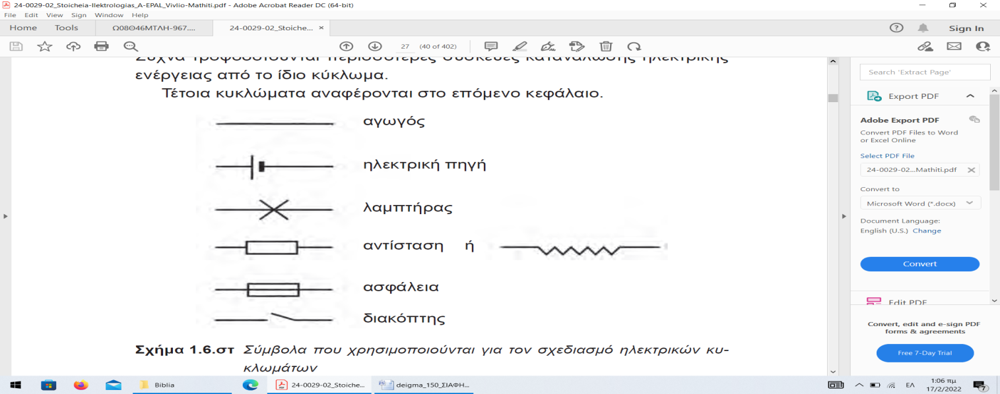 24-0029-02_Stoicheia-Ilektrologias_A-EPAL_Vivlio-Mathiti.pdf - Adobe Acrobat Reader DC (64-bit)
File Edit View Sign Window Help
Home Tools Ω08Θ46ΜΤΛΗ-967.... 24-0029-02_Stoiche... × Sign In
27 (40 of 402)
Συχνά τροφοδοτούνται περισσότερες συσκευές κατανάλωσης ηλεκτρικής
ενέργειας από το ίδιο κύκλωμα.
Τέτοια κυκλώματα αναφέρονται στο επόμενο κεφάλαιο.
αγωγός
ηλεκτρική πηγή
λαμπτήρας
αντίσταση ή
ασφάλεια
διακόπτης
Σχήμα 1.6.στ Σύμβολα που χρησιμοποιούνται για τον σχεδιασμό ηλεκτρικών κυ-
κλωμάτων
Search 'Extract Page'
Export PDF
Adobe Export PDF
Convert PDF Files to Word
or Excel Online
Select PDF File
24-0029-02...Mathiti.pdf
Convert to
Microsoft Word (*.docx)
Document Language:
English (U.S.) Change
Convert
Edit PDF
Convert, edit and e-sign PDF
forms & agreements
Free 7-Day Trial
Biblia 24-0029-02_Stoiche... deigma_150_ΣΙΑΦΗ... ΕΛ 1:06 πμ
17/2/2022 7